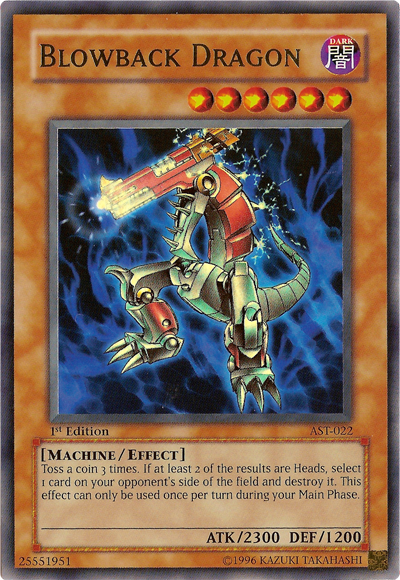 BLOWBACK DRAGON
DARK
闇
1st Edition
AST-022
[MACHINE/EFFECT]
Toss a coin 3 times. If at least 2 of the results are Heads, select
1 card on your opponent's side of the field and destroy it. This
effect can only be used once per turn during your Main Phase.
ATK/2300 DEF/1200
25551951
©1996 KAZUKI TAKAHASHI